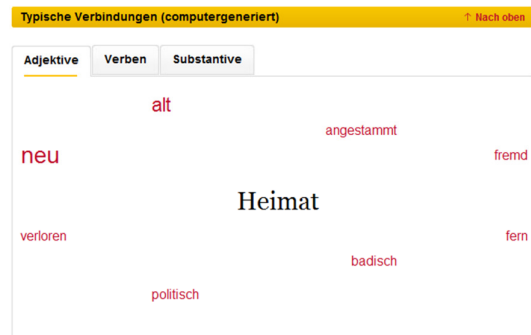 Typische Verbindungen (computergeneriert) ↑ Nach oben
Adjektive Verben Substantive
alt
angestammt
neu fremd
Heimat
verloren fern
badisch
politisch